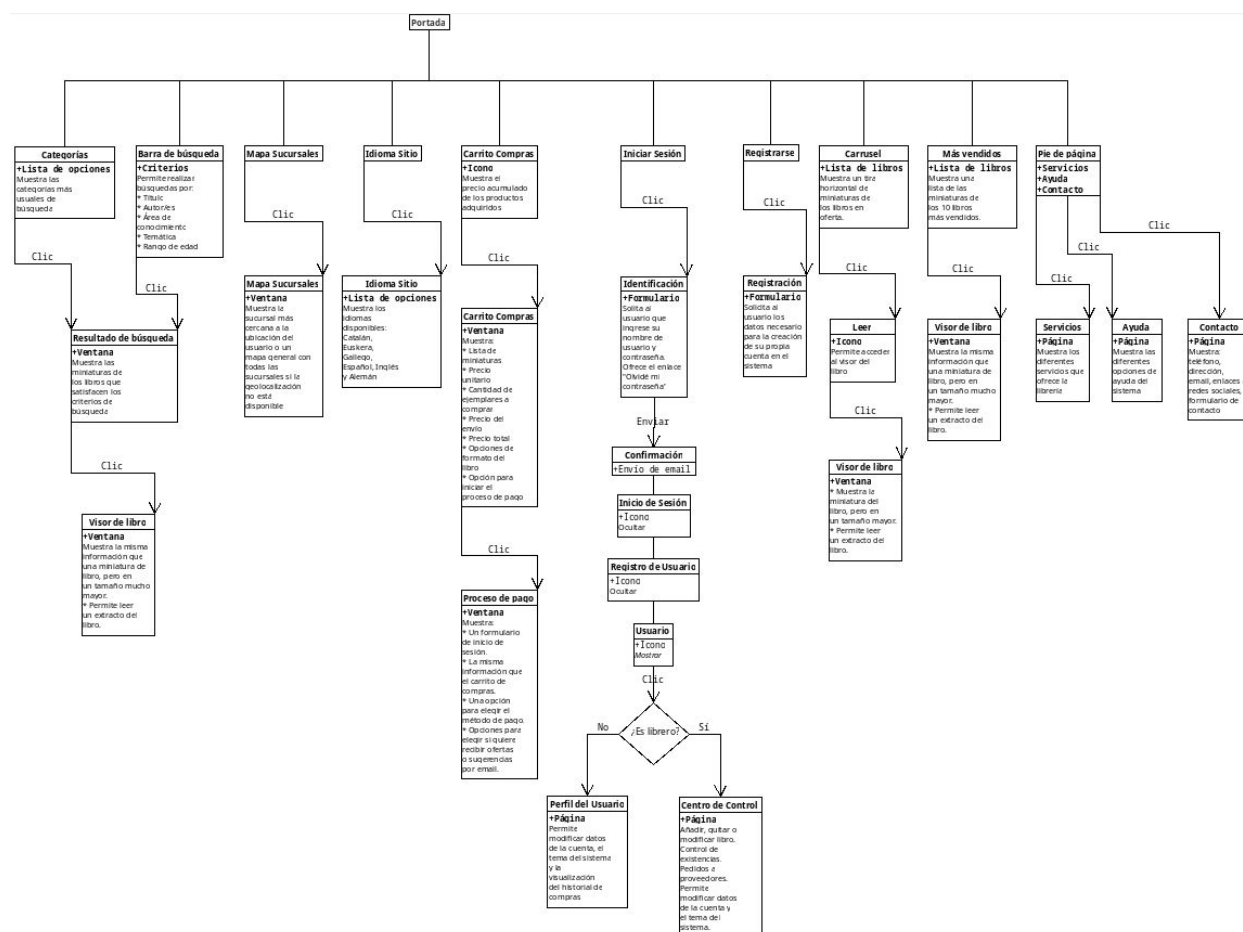 Portada
Categorías
+Lista de opciones
Muestra las
categorías más
usuales de
búsqueda
Clic
Barra de búsqueda
+Criterios
Permite realizar
búsquedas por:
* Título
* Autor/es
* Área de
conocimiento
* Temática
* Rango de edad
Clic
Resultado de búsqueda
+Ventana
Muestra las
miniaturas de
los libros que
satisfacen los
criterios de
búsqueda
Clic
Visor de libro
+Ventana
Muestra la misma
información que
una miniatura de
libro, pero en
un tamaño mucho
mayor.
* Permite leer
un extracto del
libro.
Mapa Sucursales
Clic
Mapa Sucursales
+Ventana
Muestra la
sucursal más
cercana a la
ubicación del
usuario o un
mapa general con
todas las
sucursales si la
geolocalización
no está
disponible
Idioma Sitio
Clic
Idioma Sitio
+Lista de opciones
Muestra los
idiomas
disponibles:
Catalán,
Euskera,
Gallego,
Español, Inglés
y Alemán
Carrito Compras
+Icono
Muestra el
precio acumulado
de los productos
adquiridos
Clic
Carrito Compras
+Ventana
Muestra:
* Lista de
miniaturas
* Precio
unitario
* Cantidad de
ejemplares a
comprar
* Precio del
envío
* Precio total
* Opciones de
formato del
libro
* Opción para
iniciar el
proceso de pago
Clic
Proceso de pago
+Ventana
Muestra:
* Un formulario
de inicio de
sesión.
* La misma
información que
el carrito de
compras.
* Una opción
para elegir el
método de pago.
* Opciones para
elegir si quiere
recibir ofertas
o sugerencias
por email.
Iniciar Sesión
Clic
Identificación
+Formulario
Solita al
usuario que
ingrese su
nombre de
usuario y
contraseña.
Ofrece el enlace
"Olvidé mi
contraseña"
Enviar
Confirmación
+Envío de email
Inicio de Sesión
+Icono
Ocultar
Registro de Usuario
+Icono
Ocultar
Usuario
+Icono
Mostrar
Clic
¿Es librero?
No
Sí
Perfil del Usuario
+Página
Permite
modificar datos
de la cuenta, el
tema del sistema
y la
visualización
del historial de
compras
Centro de Control
+Página
Añadir, quitar o
modificar libro.
Control de
existencias.
Pedidos a
proveedores.
Permite
modificar datos
de la cuenta y
el tema del
sistema.
Registrarse
Clic
Registración
+Formulario
Solicita al
usuario los
datos necesario
para la creación
de su propia
cuenta en el
sistema
Carrusel
+Lista de libros
Muestra un tira
horizontal de
miniaturas de
los libros en
oferta.
Clic
Leer
+Icono
Permite acceder
al visor del
libro
Clic
Visor de libro
+Ventana
* Muestra la
miniatura del
libro, pero en
un tamaño mayor.
* Permite leer
un extracto del
libro.
Más vendidos
+Lista de libros
Muestra una
lista de las
miniaturas de
los 10 libros
más vendidos.
Clic
Visor de libro
+Ventana
Muestra la misma
información que
una miniatura de
libro, pero en
un tamaño mucho
mayor.
* Permite leer
un extracto del
libro.
Pie de página
+Servicios
+Ayuda
+Contacto
Clic
Clic
Clic
Servicios
+Página
Muestra los
diferentes
servicios que
ofrece la
librería
Ayuda
+Página
Muestra las
diferentes
opciones de
ayuda del
sistema
Contacto
+Página
Muestra:
teléfono,
dirección,
email, enlaces
redes sociales,
formulario de
contacto